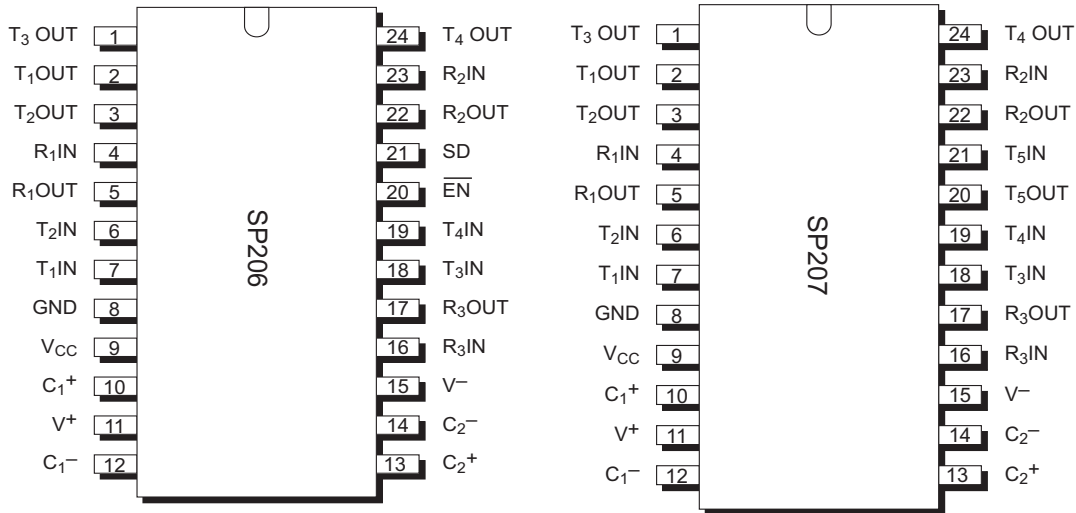 T₃ OUT 1 24 T₄ OUT
T₁OUT 2 23 R₂IN
T₂OUT 3 22 R₂OUT
R₁IN 4 21 SD
R₁OUT 5 20 E̅N̅
T₂IN 6 19 T₄IN
T₁IN 7 18 T₃IN
GND 8 17 R₃OUT
VCC 9 16 R₃IN
C₁⁺ 10 15 V⁻
V⁺ 11 14 C₂⁻
C₁⁻ 12 13 C₂⁺
SP206
T₃ OUT 1 24 T₄ OUT
T₁OUT 2 23 R₂IN
T₂OUT 3 22 R₂OUT
R₁IN 4 21 T₅IN
R₁OUT 5 20 T₅OUT
T₂IN 6 19 T₄IN
T₁IN 7 18 T₃IN
GND 8 17 R₃OUT
VCC 9 16 R₃IN
C₁⁺ 10 15 V⁻
V⁺ 11 14 C₂⁻
C₁⁻ 12 13 C₂⁺
SP207